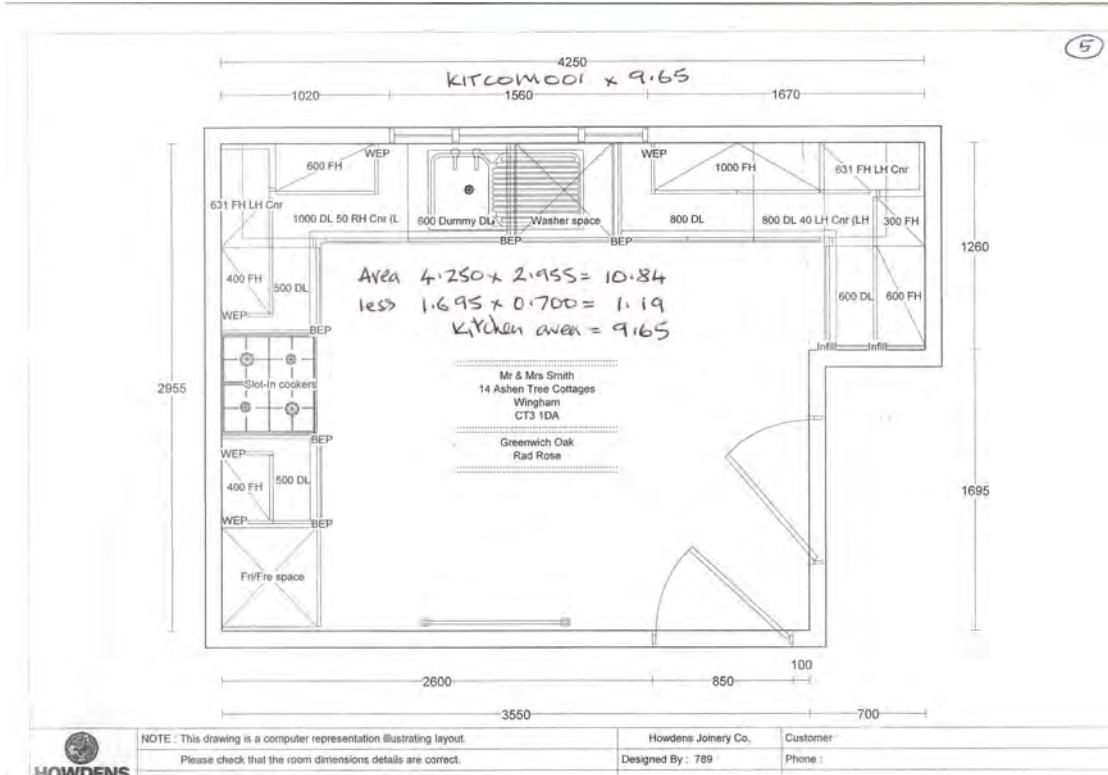 5
4250
KITCOM001 x 9.65
1020
1560
1670
600 FH
WEP
WEP
1000 FH
631 FH LH Cnr
631 FH LH Cnr
1000 DL 50 RH Cnr (L
600 Dummy DL
Washer space
800 DL
800 DL 40 LH Cnr (LH
300 FH
BEP
BEP
1260
400 FH
500 DL
600 DL
600 FH
WEP
BEP
Infill
Infill
Area 4.250 x 2.955 = 10.84
less 1.695 x 0.700 = 1.19
Kitchen area = 9.65
2955
Slot-In cookers
Mr & Mrs Smith
14 Ashen Tree Cottages
Wingham
CT3 1DA
Greenwich Oak
Rad Rose
BEP
WEP
400 FH
500 DL
1695
WEP
BEP
Fri/Fre space
100
2600
850
3550
700
NOTE : This drawing is a computer representation illustrating layout.
Howdens Joinery Co.
Customer
Please check that the room dimensions details are correct.
Designed By : 789
Phone :
HOWDENS